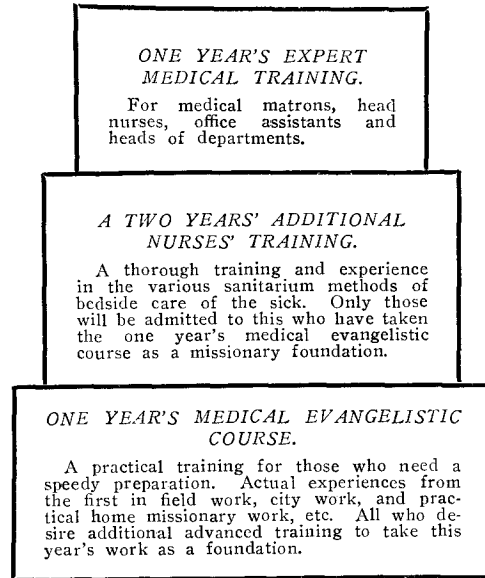 ONE YEAR'S EXPERT
MEDICAL TRAINING.
For medical matrons, head
nurses, office assistants and
heads of departments.
A TWO YEARS' ADDITIONAL
NURSES' TRAINING.
A thorough training and experience
in the various sanitarium methods of
bedside care of the sick. Only those
will be admitted to this who have taken
the one year's medical evangelistic
course as a missionary foundation.
ONE YEAR'S MEDICAL EVANGELISTIC
COURSE.
A practical training for those who need a
speedy preparation. Actual experiences from
the first in field work, city work, and prac-
tical home missionary work, etc. All who de-
sire additional advanced training to take this
year's work as a foundation.